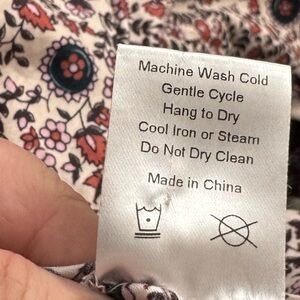 Machine Wash Cold
Gentle Cycle
Hang to Dry
Cool Iron or Steam
Do Not Dry Clean
Made in China